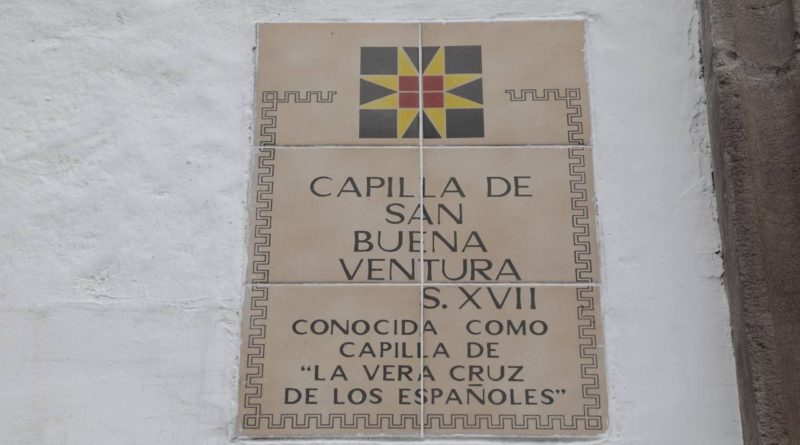 CAPILLA DE
SAN
BUENA
VENTURA
S. XVII
CONOCIDA COMO
CAPILLA DE
"LA VERA CRUZ
DE LOS ESPAÑOLES"